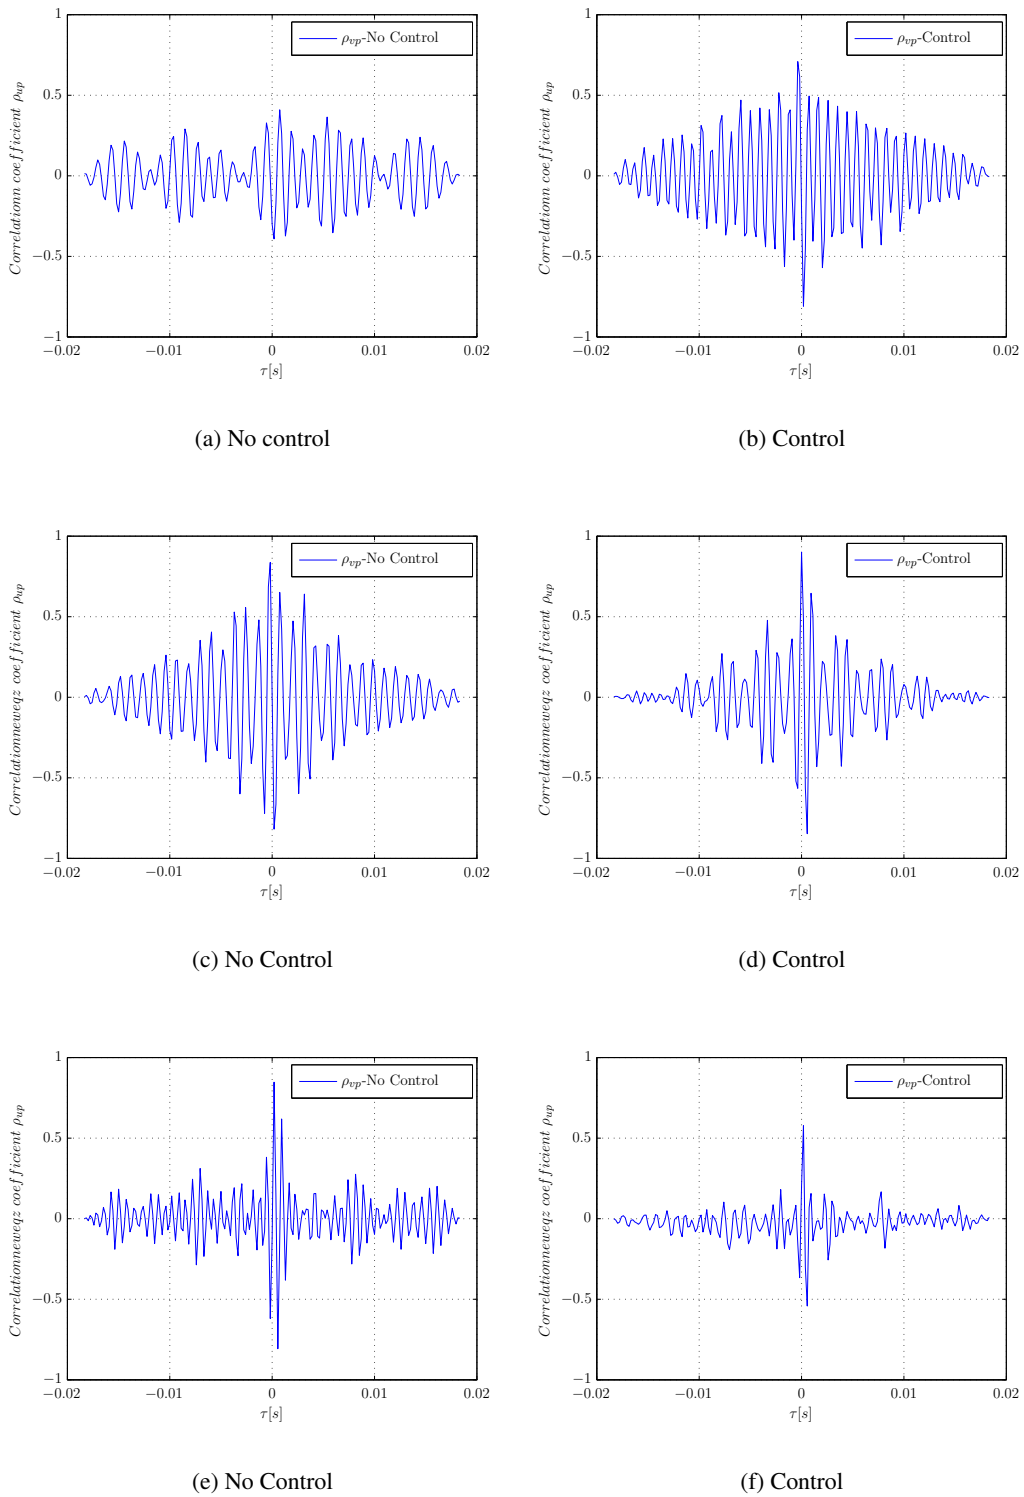 1
0.5
0
−0.5
−1
−0.02
−0.01
0
0.01
0.02
τ[s]
Correlationn coefficient ρup
ρvp-No Control
(a) No control
1
0.5
0
−0.5
−1
−0.02
−0.01
0
0.01
0.02
τ[s]
Correlationn coefficient ρup
ρvp-Control
(b) Control
1
0.5
0
−0.5
−1
−0.02
−0.01
0
0.01
0.02
τ[s]
Correlationneweqz coefficient ρup
ρvp-No Control
(c) No Control
1
0.5
0
−0.5
−1
−0.02
−0.01
0
0.01
0.02
τ[s]
Correlationneweqz coefficient ρup
ρvp-Control
(d) Control
1
0.5
0
−0.5
−1
−0.02
−0.01
0
0.01
0.02
τ[s]
Correlationneweqz coefficient ρup
ρvp-No Control
(e) No Control
1
0.5
0
−0.5
−1
−0.02
−0.01
0
0.01
0.02
τ[s]
Correlationneweqz coefficient ρup
ρvp-Control
(f) Control